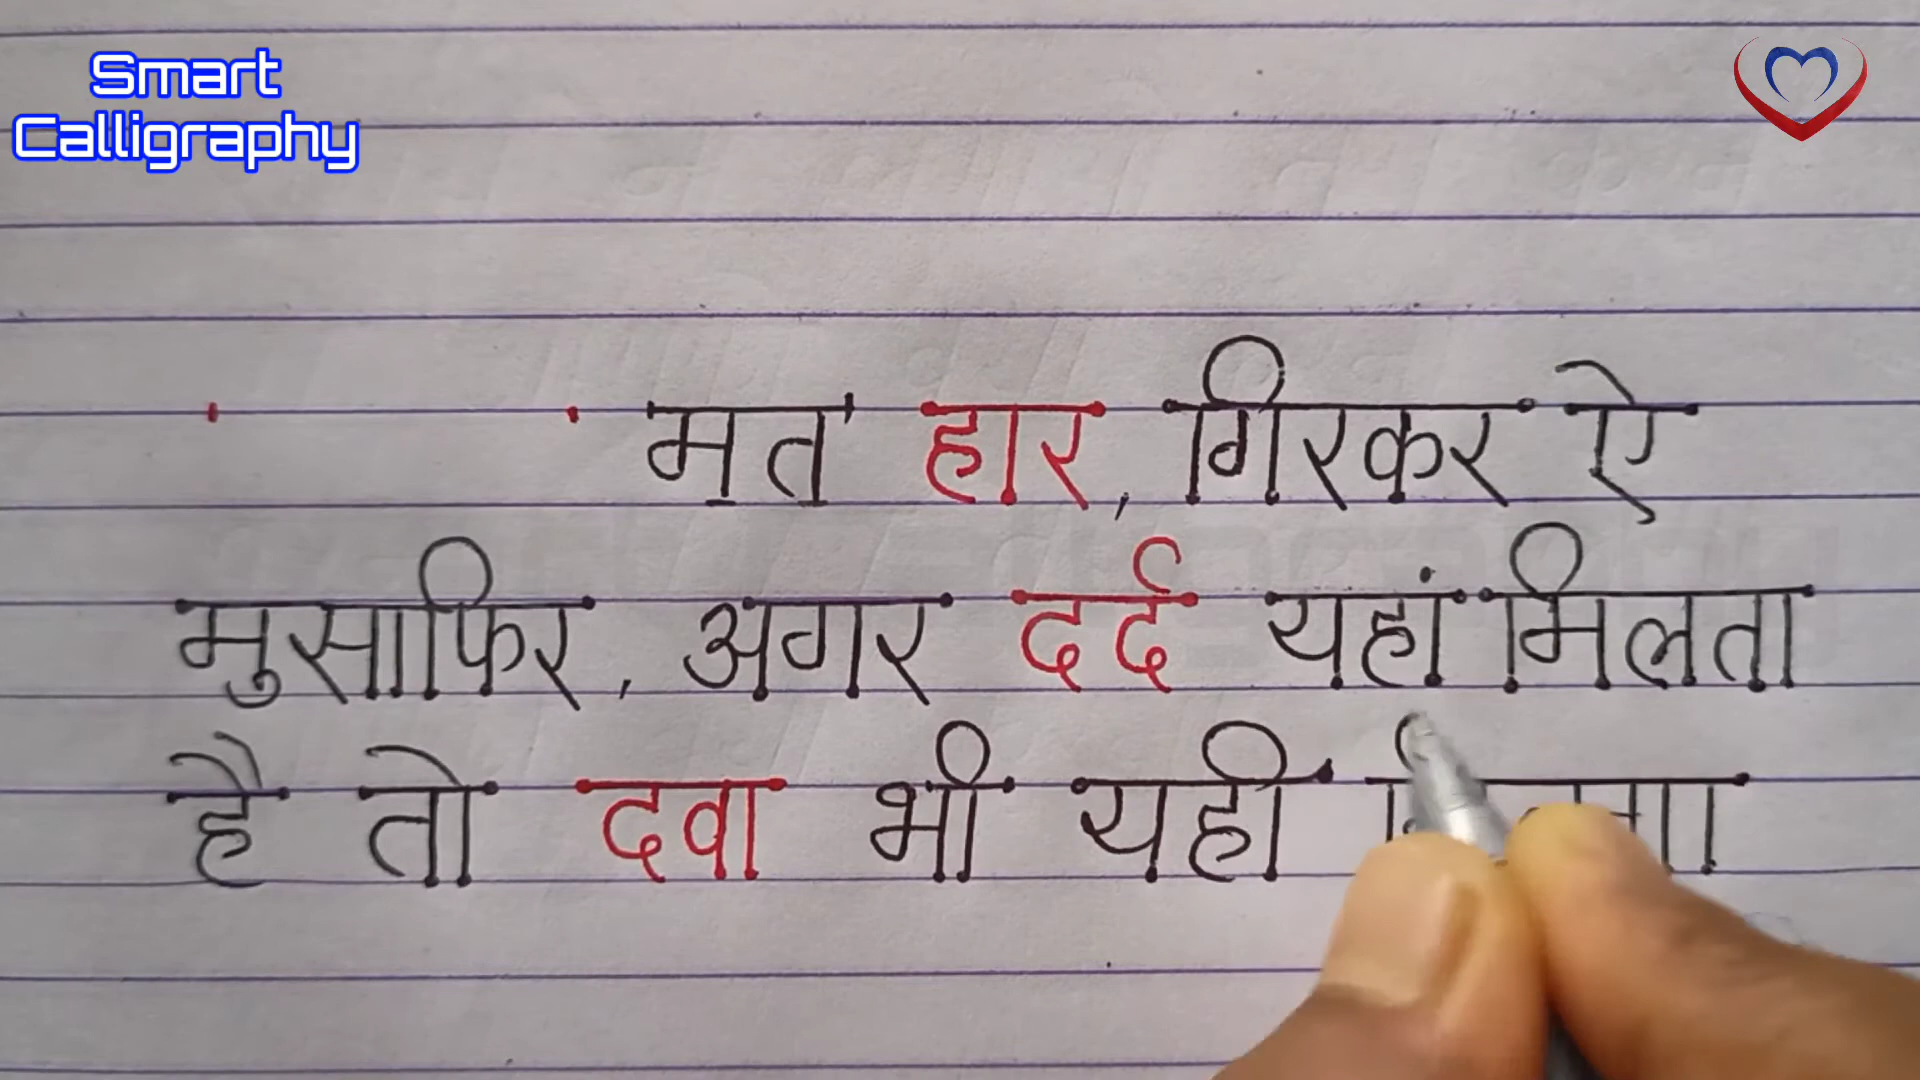 Smart
Calligraphy
मत हार, गिरकर ऐ
मुसाफिर, अगर दर्द यहां मिलता
है तो दवा भी यहीं